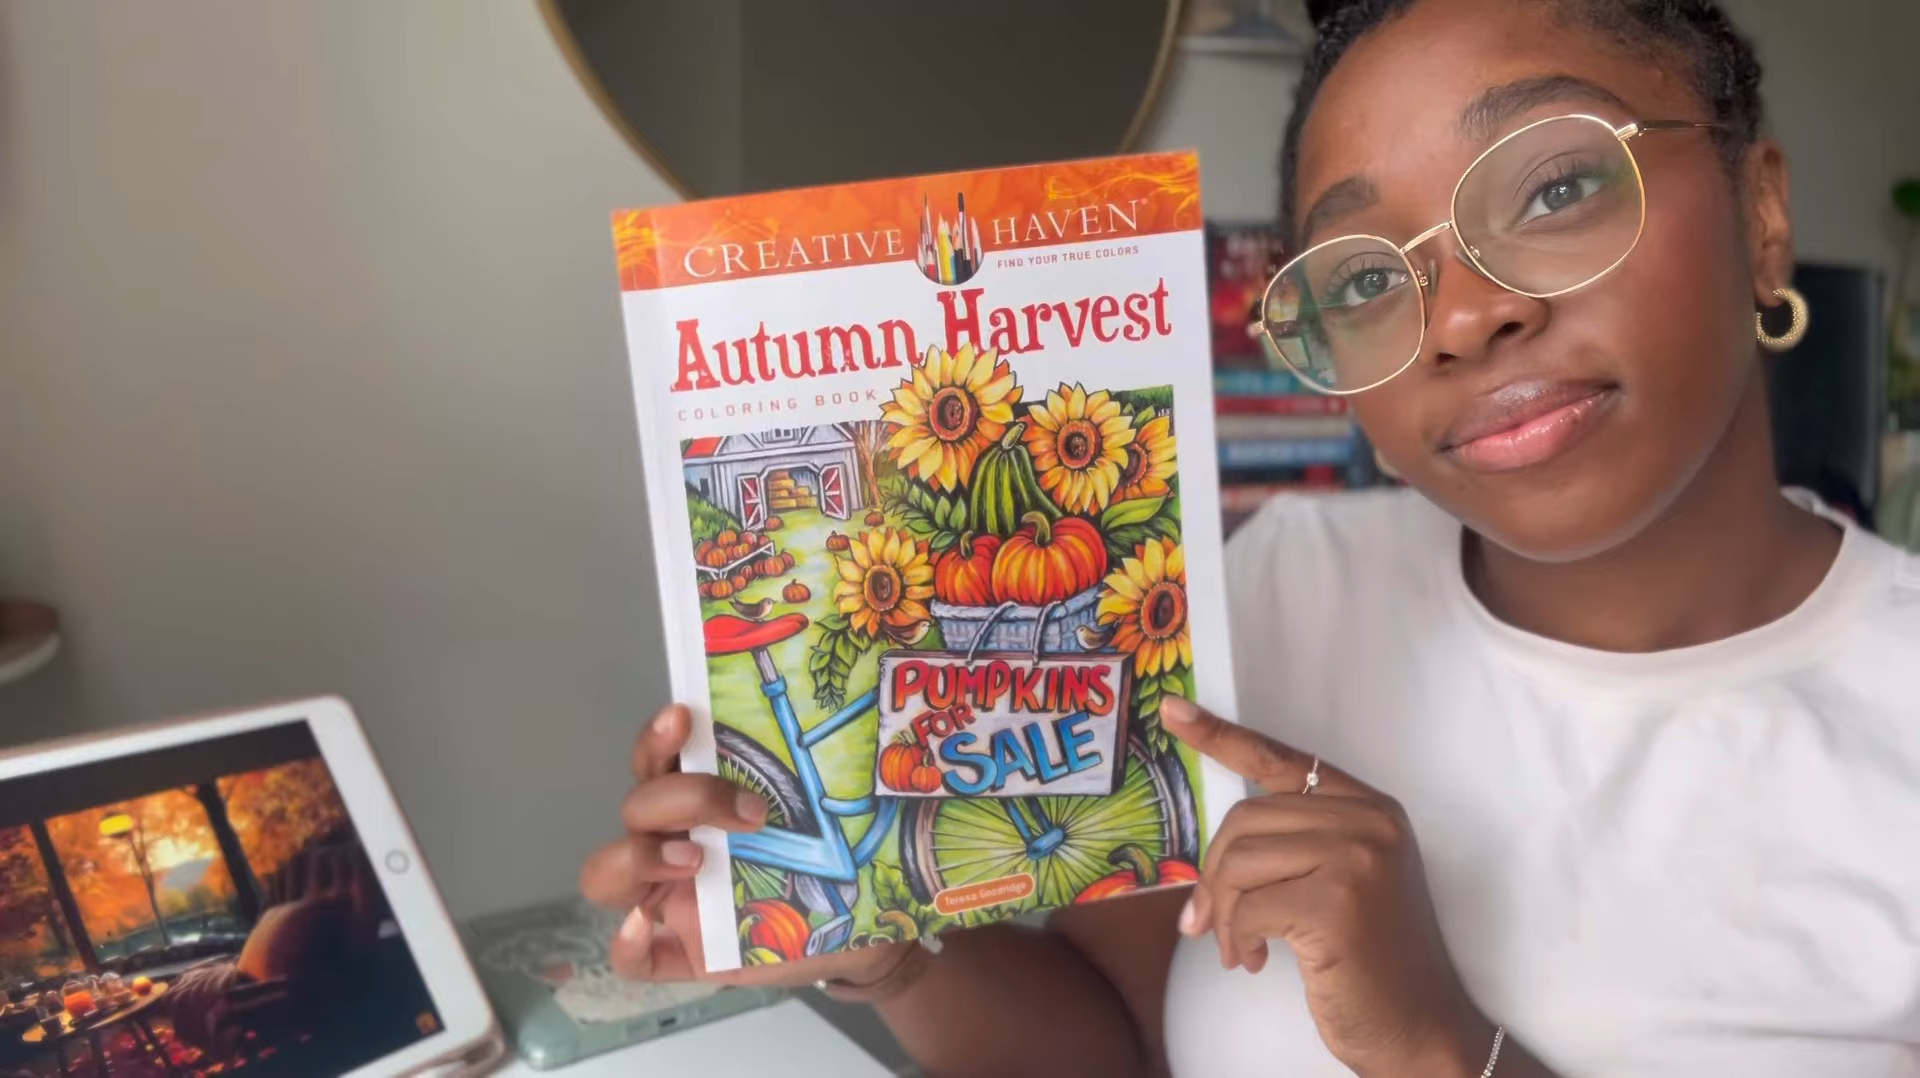 CREATIVE HAVEN
FIND YOUR TRUE COLORS
Autumn Harvest
COLORING BOOK
PUMPKINS
FOR
SALE
Teresa Goodridge